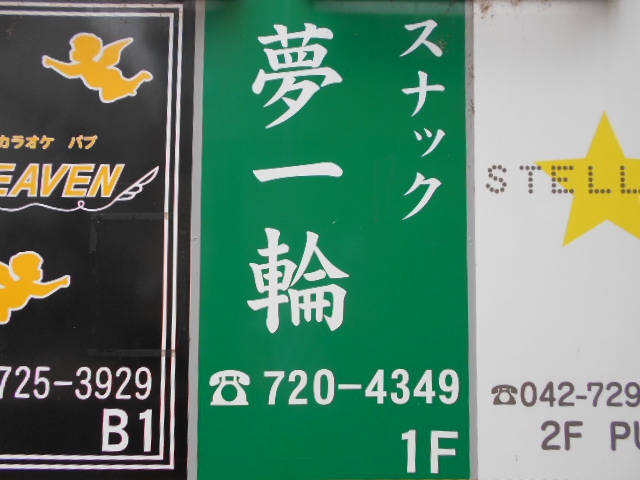 カラオケ パブ
EAVEN
725-3929
B1
スナック
夢一輪
☎720-4349
1F
STELL
☎042-729
2F PU